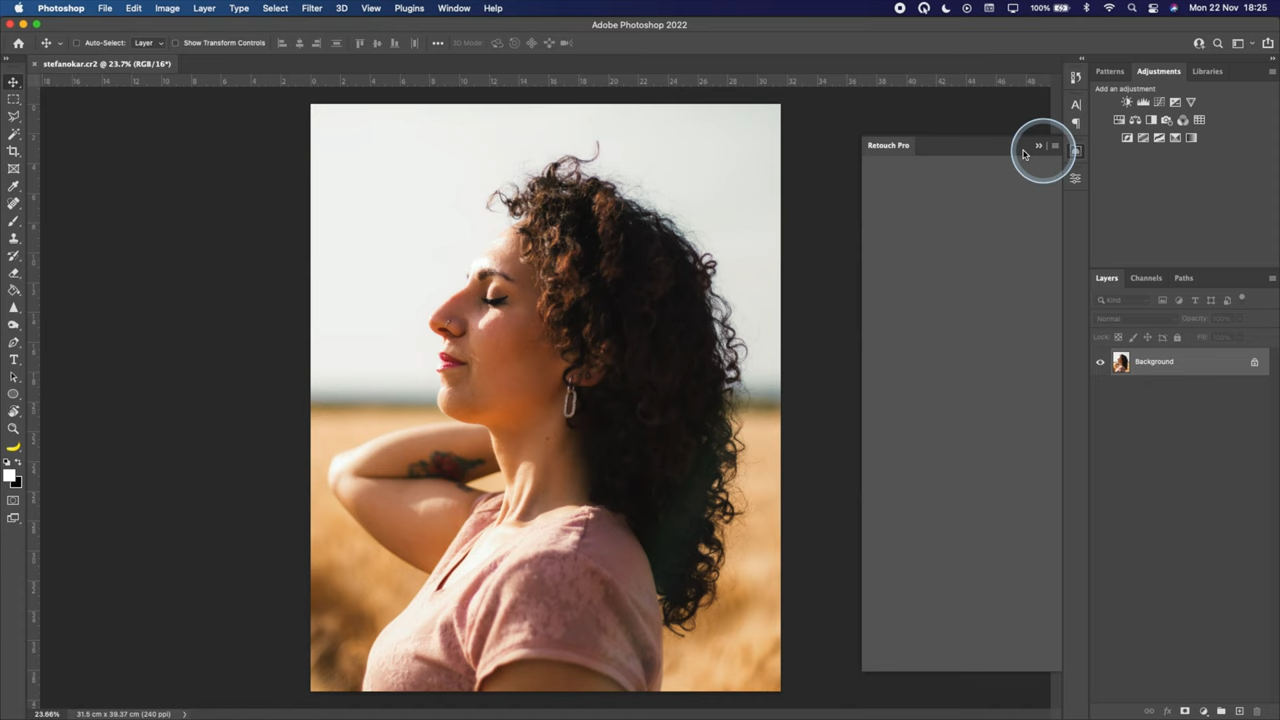 Photoshop File Edit Image Layer Type Select Filter 3D View Plugins Window Help 100% Mon 22 Nov 18:25
Adobe Photoshop 2022
Auto-Select: Layer Show Transform Controls 3D Mode:
stefanokar.cr2 @ 23.7% (RGB/16*)
Patterns Adjustments Libraries
Add an adjustment
Retouch Pro
Layers Channels Paths
Kind
Normal Opacity: 100%
Lock: Fill: 100%
Background
23.66% 31.5 cm x 39.37 cm (240 ppi)